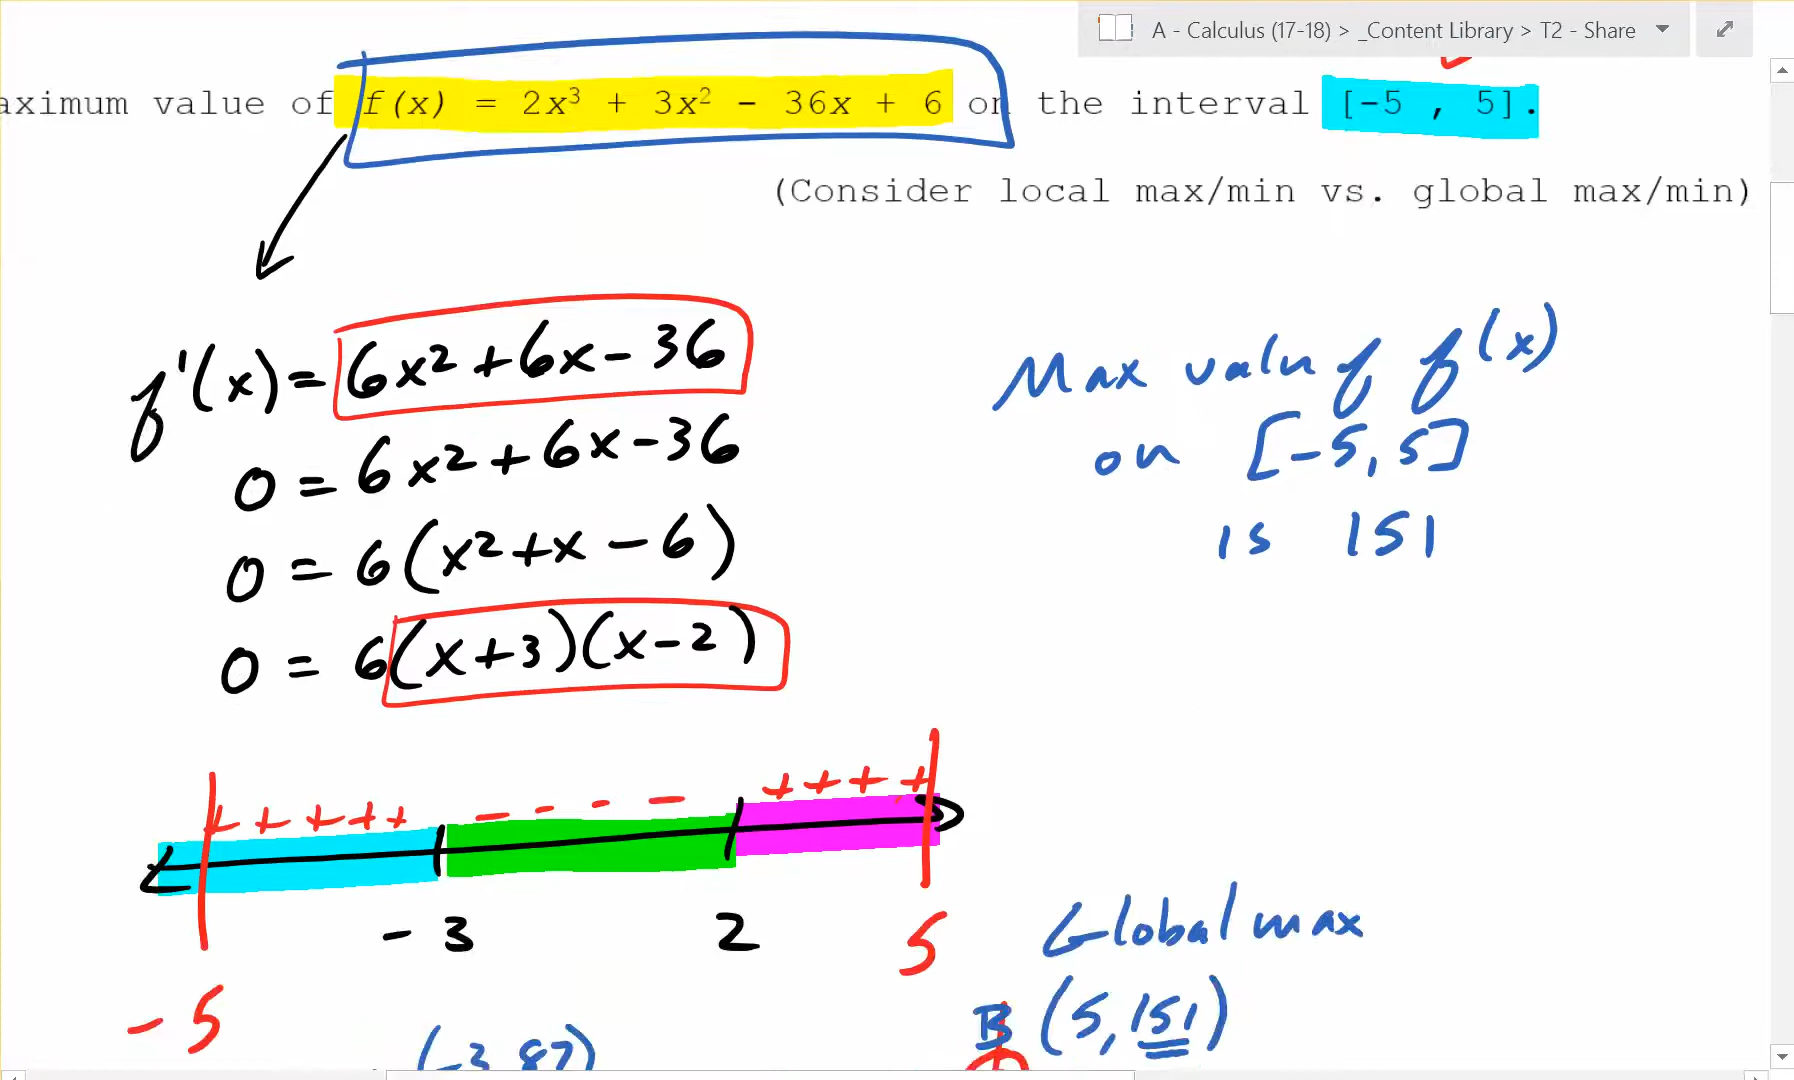 A - Calculus (17-18) > _Content Library > T2 - Share
aximum value of f(x) = 2x³ + 3x² - 36x + 6 on the interval [-5 , 5].
(Consider local max/min vs. global max/min)
f'(x) = 6x² + 6x - 36
0 = 6x² + 6x - 36
0 = 6(x² + x - 6)
0 = 6(x+3)(x-2)
Max value of f(x)
on [-5, 5]
is 151
+ + + + + - - - - + + + +
-3 2 5
-5
Global max
B (5, 151)
(-3 87)